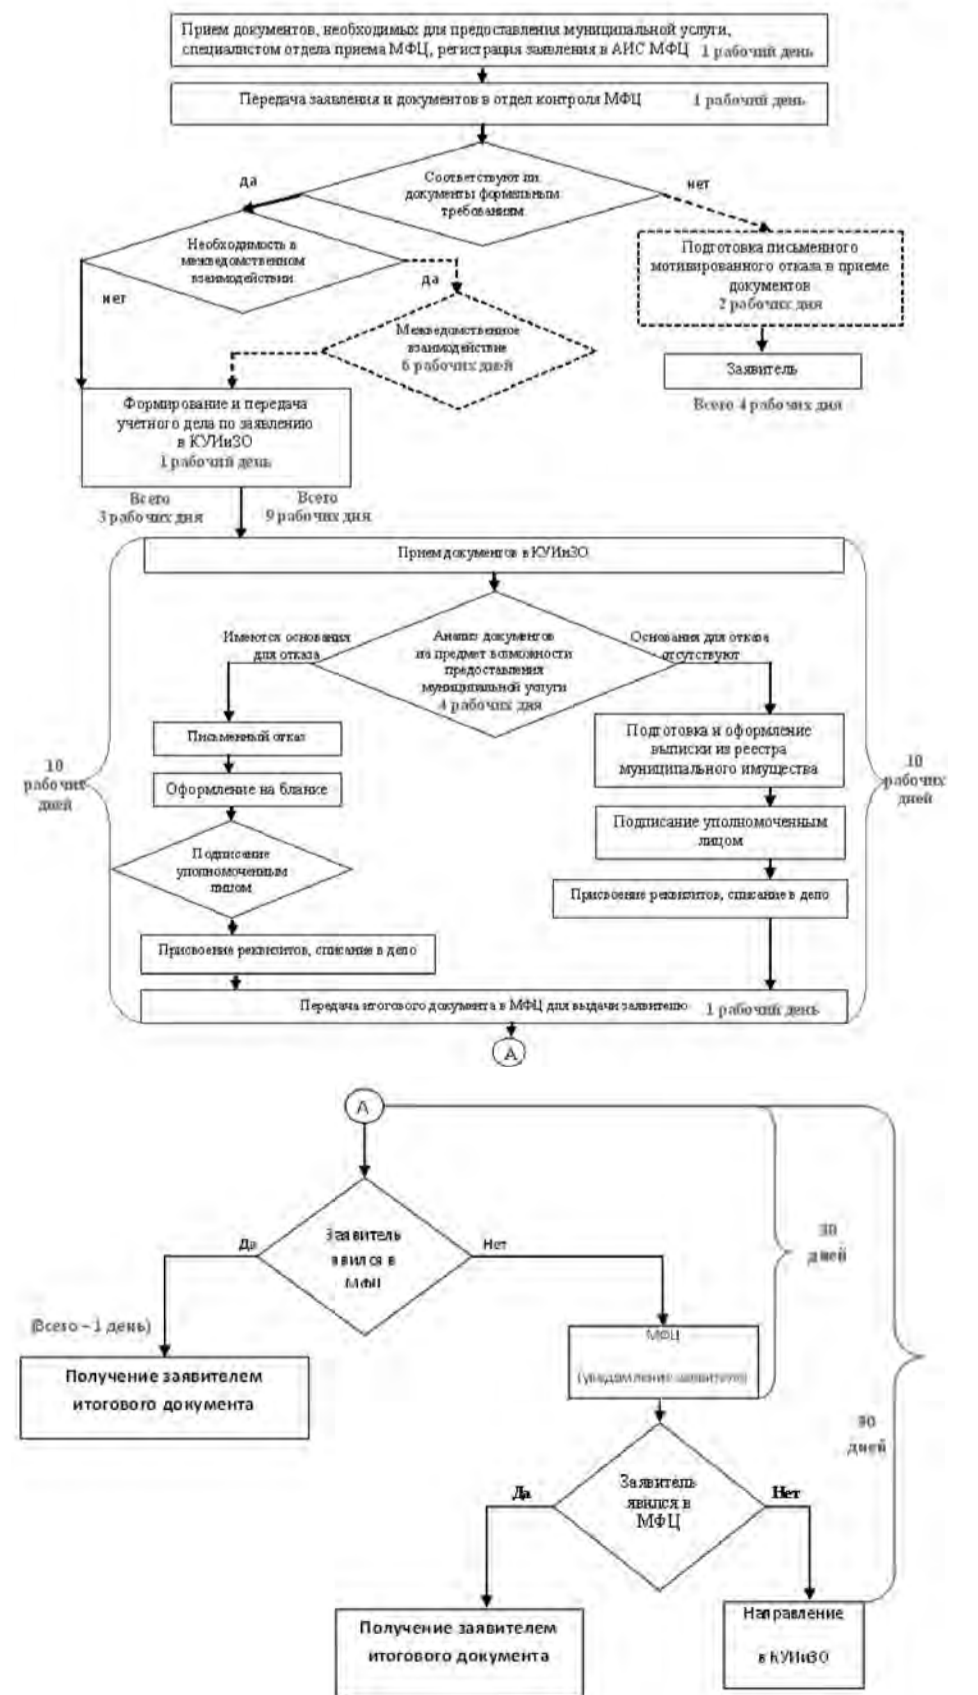 Прием документов, необходимых для предоставления муниципальной услуги,
специалистом отдела приема МФЦ, регистрация заявления в АИС МФЦ 1 рабочий день
Передача заявления и документов в отдел контроля МФЦ 1 рабочий день
Соответствуют ли
документы формальным
требованиям
да
нет
Необходимость в
межведомственном
взаимодействии
нет
да
Подготовка письменного
мотивированного отказа в приеме
документов
2 рабочих дня
Межведомственное
взаимодействие
6 рабочих дней
Заявитель
Всего 4 рабочих дня
Формирование и передача
учетного дела по заявлению
в КУИиЗО
1 рабочий день
Всего
3 рабочих дня
Всего
9 рабочих дня
Прием документов в КУИиЗО
Имеются основания
для отказа
Анализ документов
на предмет возможности
предоставления
муниципальной услуги
4 рабочих дня
Основания для отказа
отсутствуют
Письменный отказ
Оформление на бланке
Подписание
уполномоченным
лицом
Присвоение реквизитов, списание в дело
Подготовка и оформление
выписки из реестра
муниципального имущества
Подписание уполномоченным
лицом
Присвоение реквизитов, списание в дело
10
рабочих
дней
10
рабочих
дней
Передача итогового документа в МФЦ для выдачи заявителю 1 рабочий день
А
А
Заявитель
явился в
МФЦ
Да
Нет
30
дней
(Всего – 1 день)
Получение заявителем
итогового документа
МФЦ
(уведомление заявителя)
90
дней
Заявитель
явился в
МФЦ
Да
Нет
Получение заявителем
итогового документа
Направление
в КУИиЗО